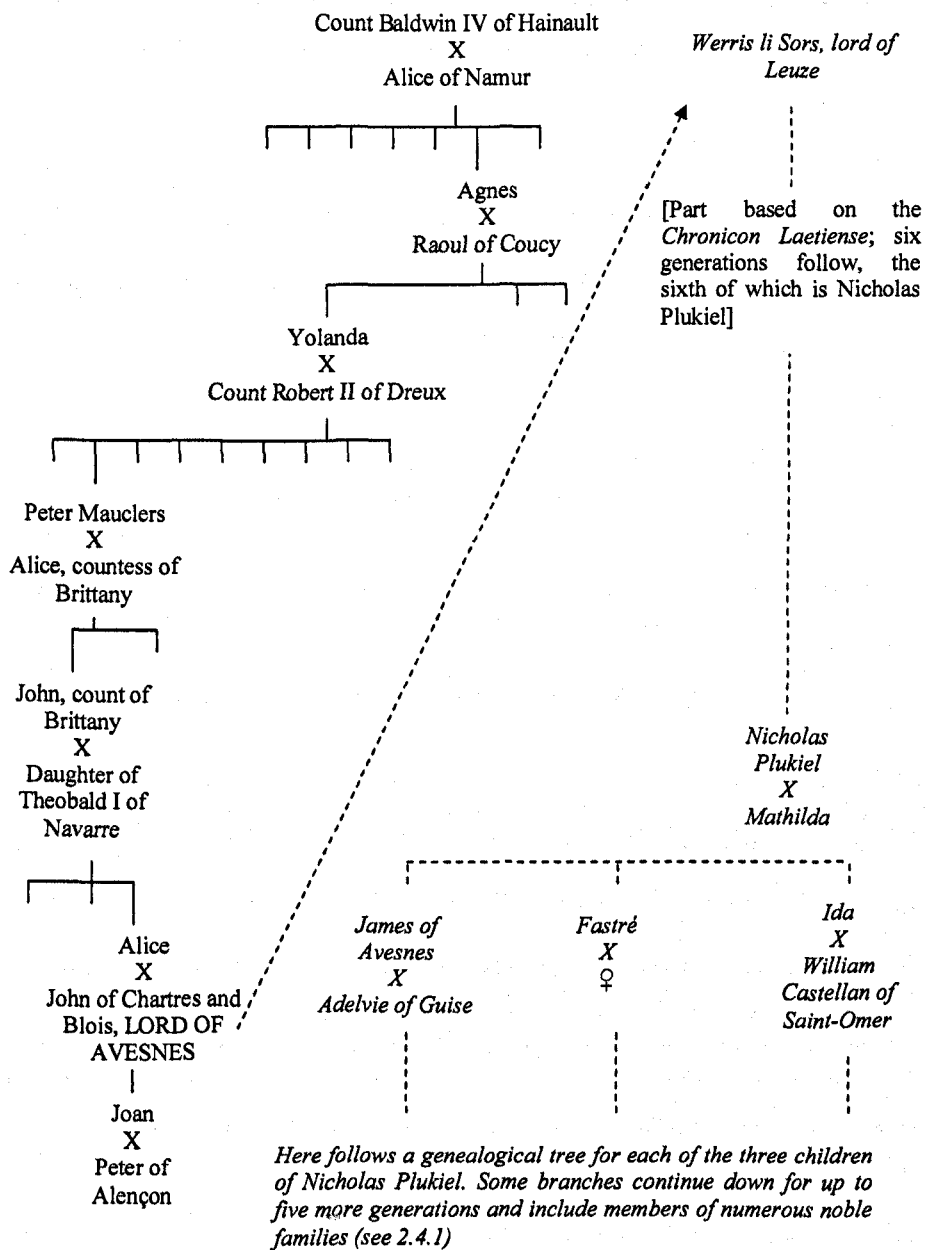 Count Baldwin IV of Hainault
X
Alice of Namur
Agnes
X
Raoul of Coucy
Yolanda
X
Count Robert II of Dreux
Peter Mauclers
X
Alice, countess of
Brittany
John, count of
Brittany
X
Daughter of
Theobald I of
Navarre
Alice
X
John of Chartres and
Blois, LORD OF
AVESNES
Joan
X
Peter of
Alençon
Werris li Sors, lord of
Leuze
[Part based on the
Chronicon Laetiense; six
generations follow, the
sixth of which is Nicholas
Plukiel]
Nicholas
Plukiel
X
Mathilda
James of
Avesnes
X
Adelvie of Guise
Fastré
X
♀
Ida
X
William
Castellan of
Saint-Omer
Here follows a genealogical tree for each of the three children
of Nicholas Plukiel. Some branches continue down for up to
five more generations and include members of numerous noble
families (see 2.4.1)